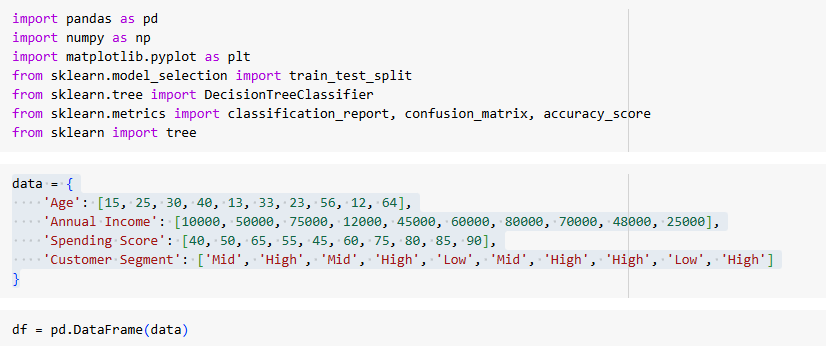 import pandas as pd
import numpy as np
import matplotlib.pyplot as plt
from sklearn.model_selection import train_test_split
from sklearn.tree import DecisionTreeClassifier
from sklearn.metrics import classification_report, confusion_matrix, accuracy_score
from sklearn import tree
data = {
    'Age': [15, 25, 30, 40, 13, 33, 23, 56, 12, 64],
    'Annual Income': [10000, 50000, 75000, 12000, 45000, 60000, 80000, 70000, 48000, 25000],
    'Spending Score': [40, 50, 65, 55, 45, 60, 75, 80, 85, 90],
    'Customer Segment': ['Mid', 'High', 'Mid', 'High', 'Low', 'Mid', 'High', 'High', 'Low', 'High']
}
df = pd.DataFrame(data)